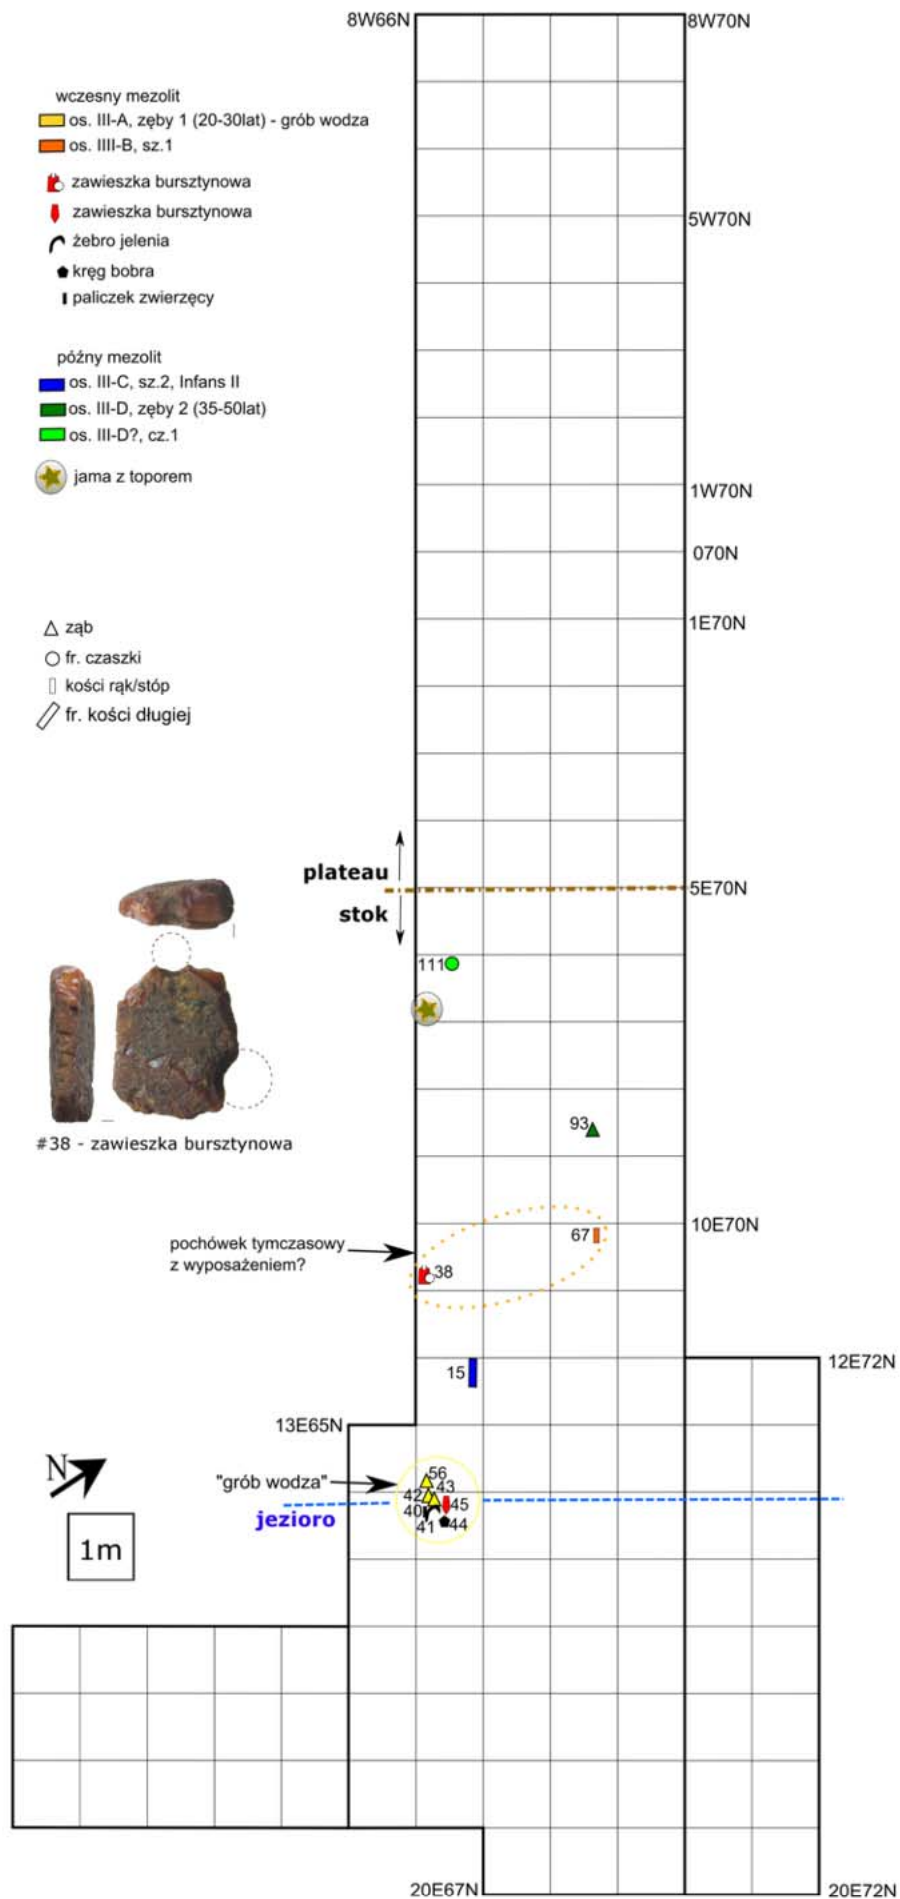 8W66N
8W70N
wczesny mezolit
os. III-A, zęby 1 (20-30lat) - grób wodza
os. IIII-B, sz.1
zawieszka bursztynowa
zawieszka bursztynowa
żebro jelenia
kręg bobra
paliczek zwierzęcy
5W70N
późny mezolit
os. III-C, sz.2, Infans II
os. III-D, zęby 2 (35-50lat)
os. III-D?, cz.1
jama z toporem
1W70N
070N
1E70N
ząb
fr. czaszki
kości rąk/stóp
fr. kości długiej
plateau
5E70N
stok
111
93
#38 - zawieszka bursztynowa
10E70N
67
pochówek tymczasowy
z wyposażeniem?
38
12E72N
15
13E65N
N
"grób wodza"
56
43
42
45
40
44
41
jezioro
1m
20E67N
20E72N